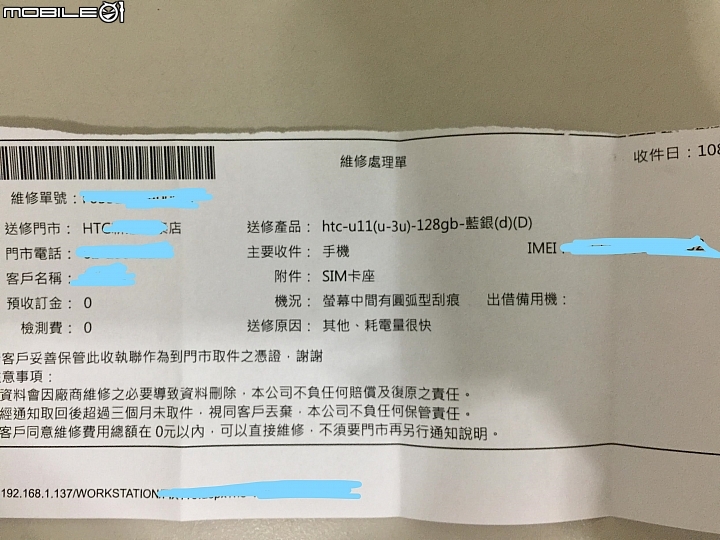 MOBILE01
維修處理單
收件日：108
維修單號：
送修門市： HTC 店
送修產品： htc-u11(u-3u)-128gb-藍銀(d)(D)
門市電話：
主要收件： 手機
IMEI
客戶名稱：
附件： SIM卡座
預收訂金： 0
機況： 螢幕中間有圓弧型刮痕
出借備用機：
檢測費： 0
送修原因： 其他、耗電量很快
客戶妥善保管此收執聯作為到門市取件之憑證，謝謝
意事項：
資料會因廠商維修之必要導致資料刪除，本公司不負任何賠償及復原之責任。
經通知取回後超過三個月未取件，視同客戶丟棄，本公司不負任何保管責任。
客戶同意維修費用總額在 0元以內，可以直接維修，不須要門市再另行通知說明。
192.168.1.137/WORKSTATION/